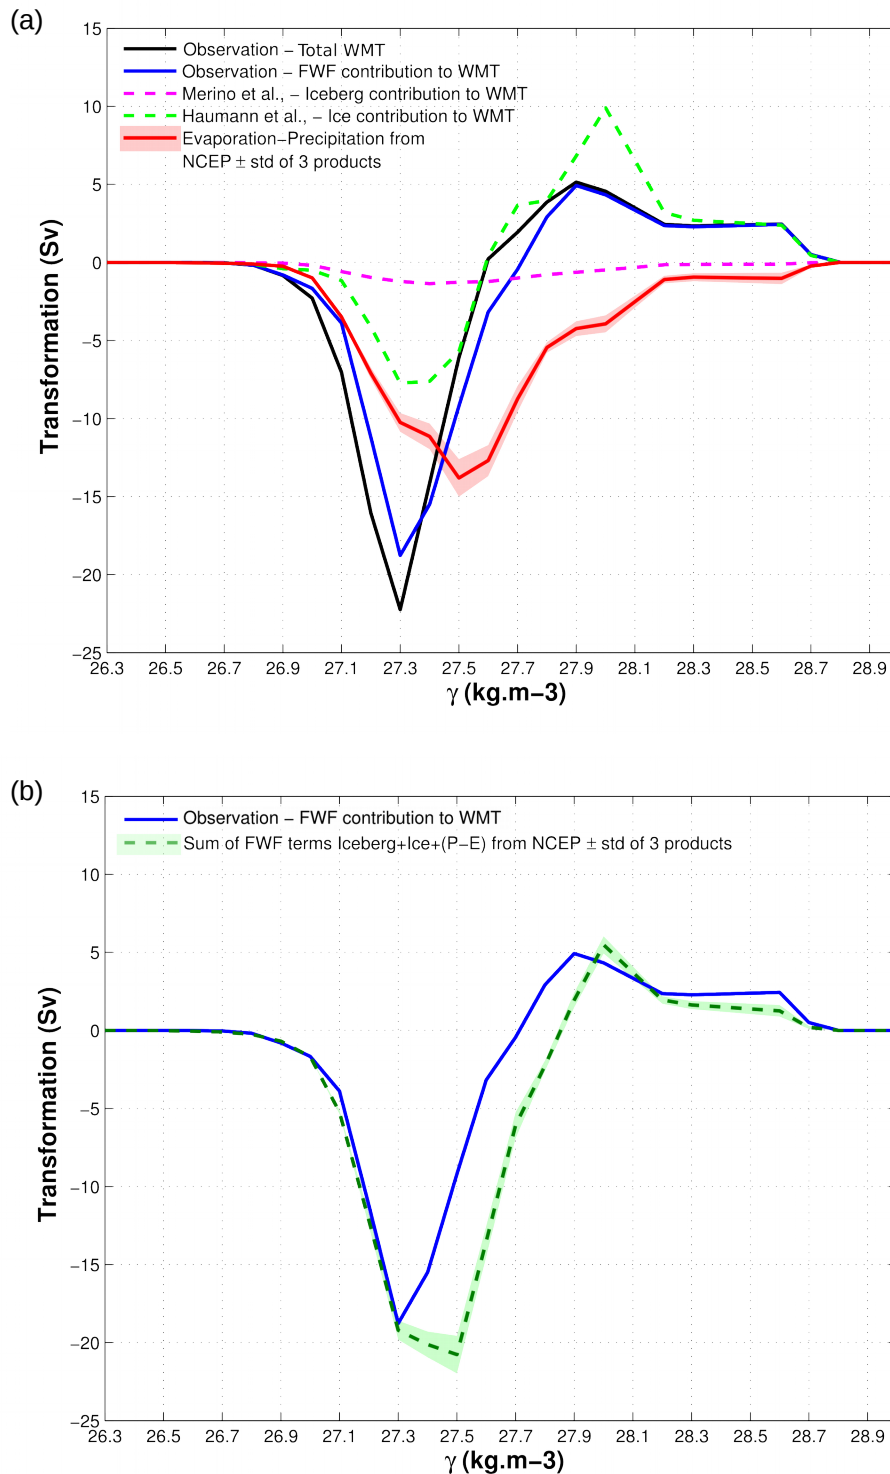 (a)
15
Observation – Total WMT
Observation – FWF contribution to WMT
Merino et al., – Iceberg contribution to WMT
10
Haumann et al., – Ice contribution to WMT
Evaporation–Precipitation from
NCEP ± std of 3 products
5
0
−5
−10
−15
−20
−25
Transformation (Sv)
26.3 26.5 26.7 26.9 27.1 27.3 27.5 27.7 27.9 28.1 28.3 28.5 28.7 28.9
γ (kg.m−3)
(b)
15
Observation – FWF contribution to WMT
Sum of FWF terms Iceberg+Ice+(P−E) from NCEP ± std of 3 products
10
5
0
−5
−10
−15
−20
−25
Transformation (Sv)
26.3 26.5 26.7 26.9 27.1 27.3 27.5 27.7 27.9 28.1 28.3 28.5 28.7 28.9
γ (kg.m−3)